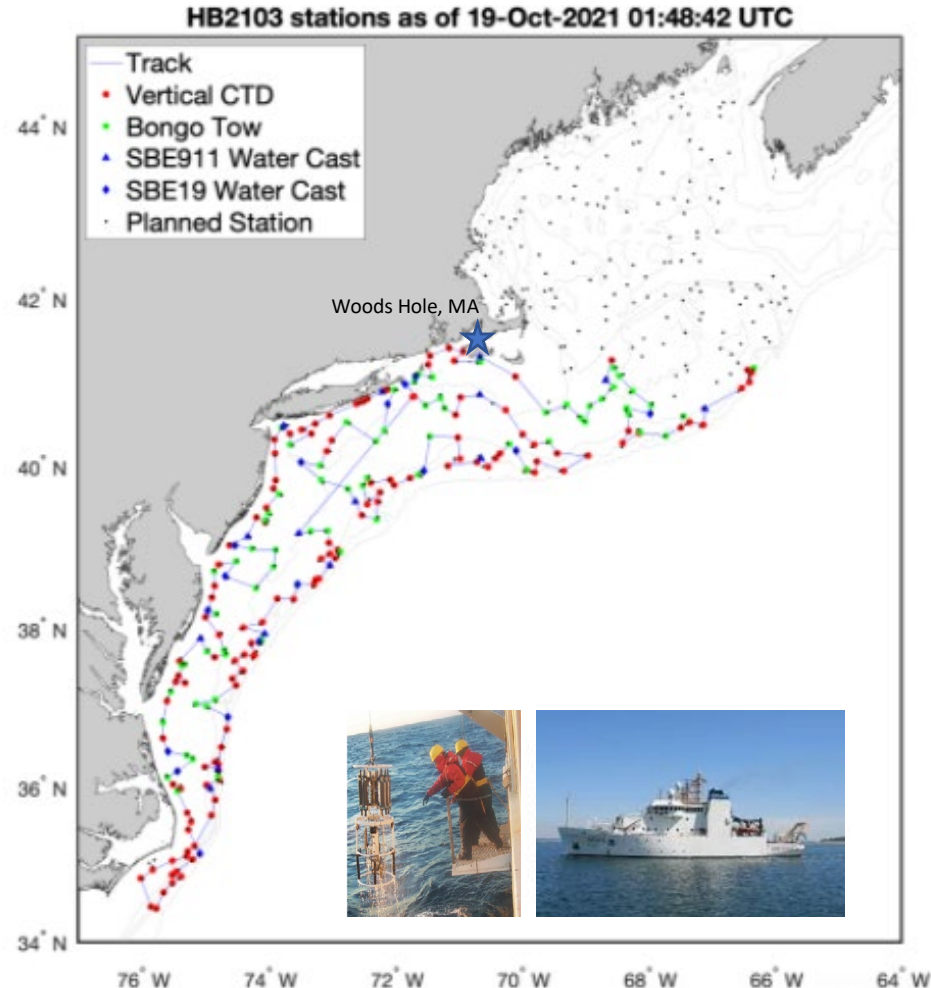 HB2103 stations as of 19-Oct-2021 01:48:42 UTC
Track
Vertical CTD
Bongo Tow
SBE911 Water Cast
SBE19 Water Cast
Planned Station
44° N
42° N
Woods Hole, MA
40° N
38° N
36° N
34° N
76° W 74° W 72° W 70° W 68° W 66° W 64° W